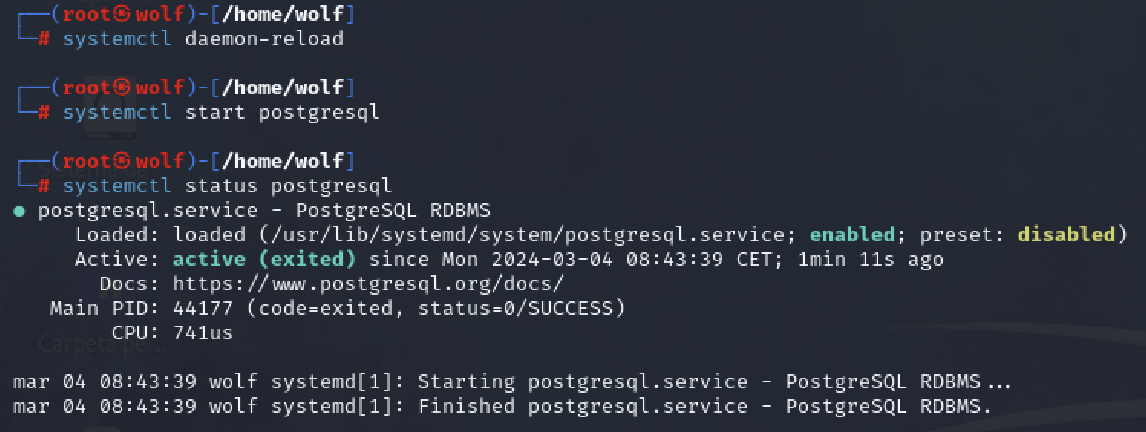 ┌──(root㉿wolf)-[/home/wolf]
└─# systemctl daemon-reload
┌──(root㉿wolf)-[/home/wolf]
└─# systemctl start postgresql
┌──(root㉿wolf)-[/home/wolf]
└─# systemctl status postgresql
● postgresql.service - PostgreSQL RDBMS
Loaded: loaded (/usr/lib/systemd/system/postgresql.service; enabled; preset: disabled)
Active: active (exited) since Mon 2024-03-04 08:43:39 CET; 1min 11s ago
Docs: https://www.postgresql.org/docs/
Main PID: 44177 (code=exited, status=0/SUCCESS)
CPU: 741us
Carpeta pe...
mar 04 08:43:39 wolf systemd[1]: Starting postgresql.service - PostgreSQL RDBMS...
mar 04 08:43:39 wolf systemd[1]: Finished postgresql.service - PostgreSQL RDBMS.